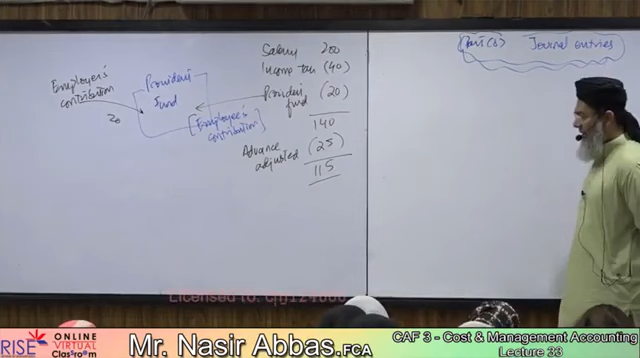 Part (3) Journal entries
Salary 200
Income tax (40)
Provident fund (20)
140
Advance adjusted (25)
115
Employer's contribution
20
Provident Fund
[Employee's contribution]
RISE ONLINE VIRTUAL Classroom
Mr. Nasir Abbas.FCA
CAF 3 - Cost & Management Accounting
Lecture 33